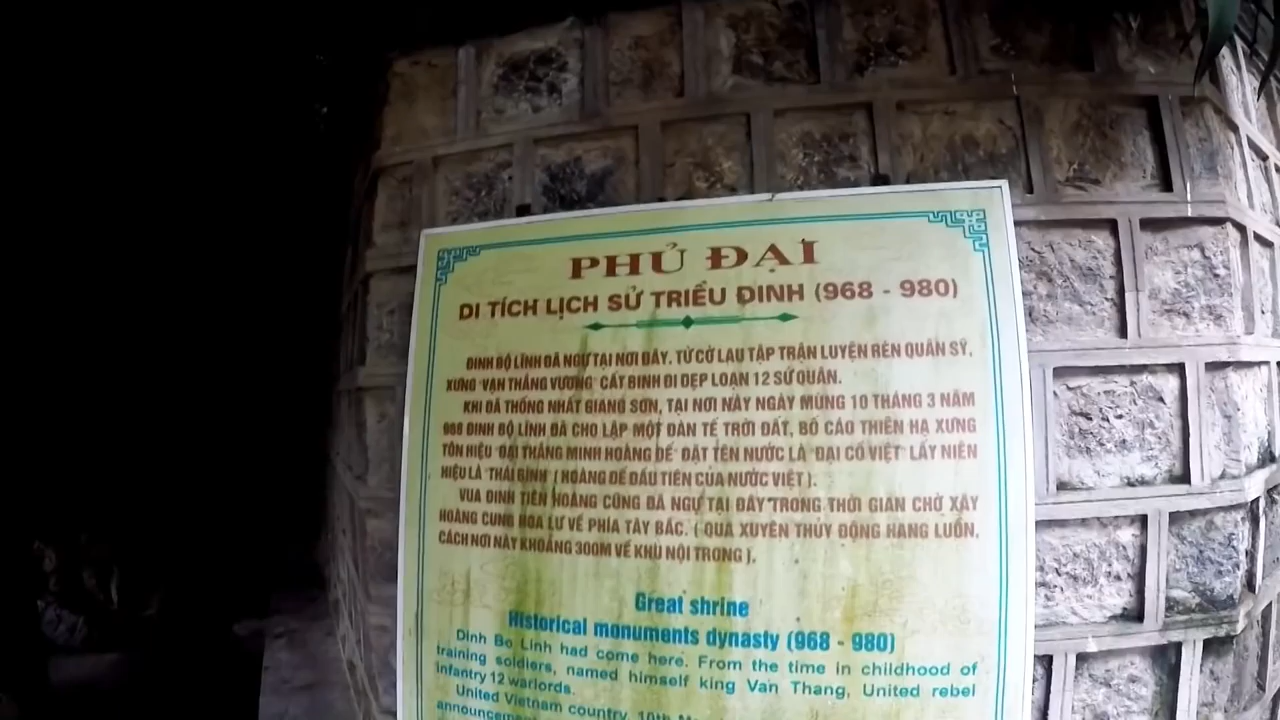 PHỦ ĐẠI
DI TÍCH LỊCH SỬ TRIỀU ĐINH (968 - 980)
ĐINH BỘ LĨNH ĐÃ NGỰ TẠI NƠI ĐÂY. TỪ CỜ LAU TẬP TRẬN LUYỆN RÈN QUÂN SỸ,
XƯNG "VẠN THẮNG VƯƠNG" CẤT BINH ĐI DẸP LOẠN 12 SỨ QUÂN.
KHI ĐÃ THỐNG NHẤT GIANG SƠN, TẠI NƠI NÀY NGÀY MÙNG 10 THÁNG 3 NĂM
968 ĐINH BỘ LĨNH ĐÃ CHO LẬP MỘT ĐÀN TẾ TRỜI ĐẤT, BỐ CÁO THIÊN HẠ XƯNG
TÔN HIỆU "ĐẠI THẮNG MINH HOÀNG ĐẾ" ĐẶT TÊN NƯỚC LÀ "ĐẠI CỒ VIỆT" LẤY NIÊN
HIỆU LÀ "THÁI BÌNH" ( HOÀNG ĐẾ ĐẦU TIÊN CỦA NƯỚC VIỆT ).
VUA ĐINH TIÊN HOÀNG CŨNG ĐÃ NGỰ TẠI ĐÂY TRONG THỜI GIAN CHỜ XÂY
HOÀNG CUNG HOA LƯ VỀ PHÍA TÂY BẮC. ( QUA XUYÊN THỦY ĐỘNG HANG LUỒN,
CÁCH NƠI NÀY KHOẢNG 300M VỀ KHU NỘI TRONG ).
Great shrine
Historical monuments dynasty (968 - 980)
Dinh Bo Linh had come here. From the time in childhood of
training soldiers, named himself king Van Thang, United rebel
infantry 12 warlords.
United Vietnam country, 10th